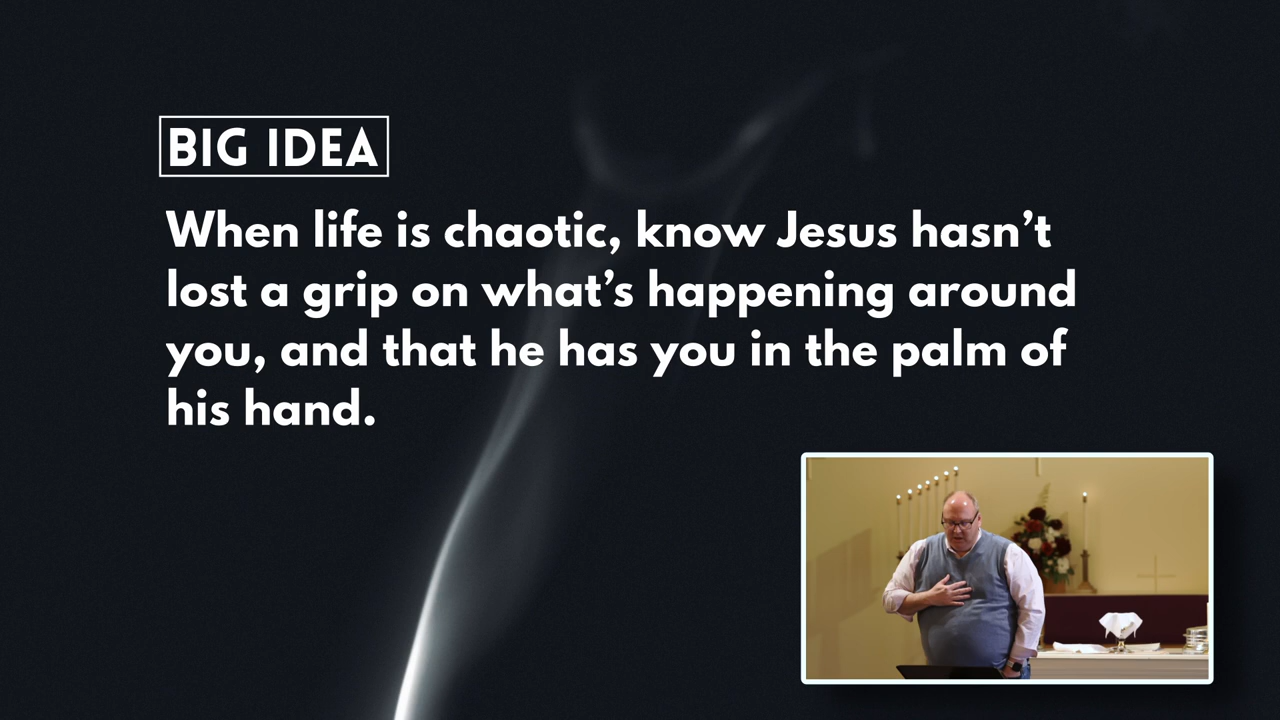 BIG IDEA
When life is chaotic, know Jesus hasn’t
lost a grip on what’s happening around
you, and that he has you in the palm of
his hand.